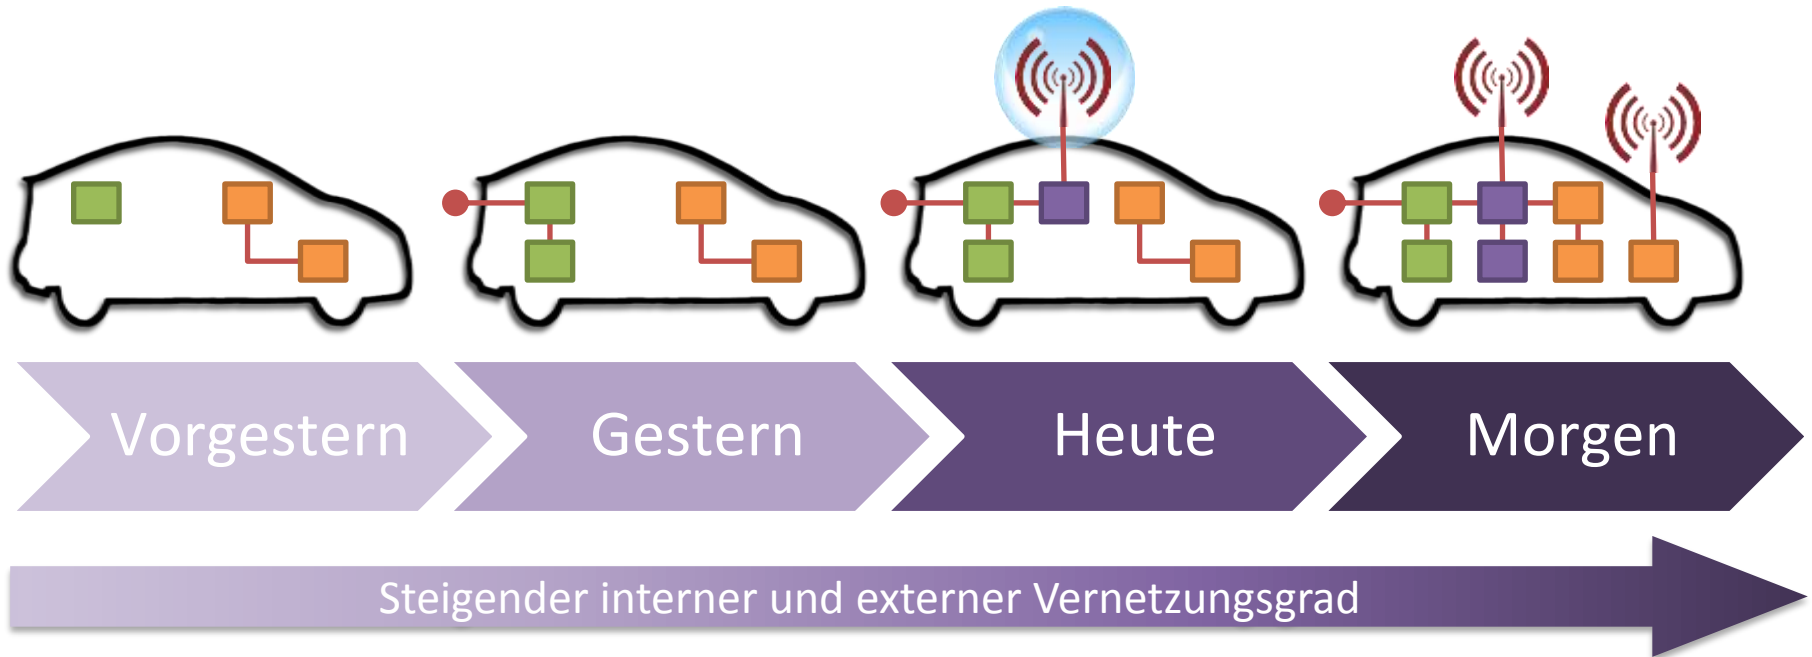 Vorgestern
Gestern
Heute
Morgen
Steigender interner und externer Vernetzungsgrad